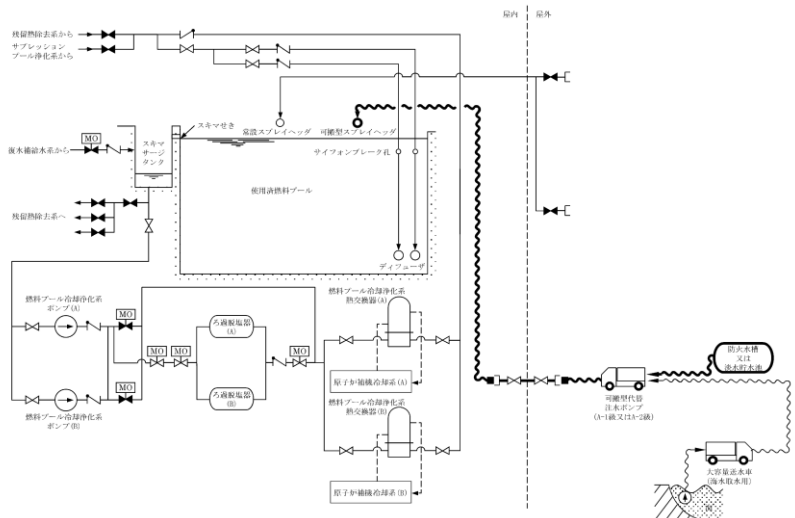 残留熱除去系から
サプレッション
プール浄化系から
屋内
屋外
スキマせき
常設スプレイヘッダ
可搬型スプレイヘッダ
MO
復水補給水系から
スキマ
サージ
タンク
サイフォンブレーク孔
使用済燃料プール
残留熱除去系へ
ディフューザ
燃料プール冷却浄化系
ポンプ(A)
MO
MO
MO
ろ過脱塩器
(A)
MO
燃料プール冷却浄化系
熱交換器(A)
原子炉補機冷却系(A)
MO
ろ過脱塩器
(B)
燃料プール冷却浄化系
ポンプ(B)
燃料プール冷却浄化系
熱交換器(B)
原子炉補機冷却系(B)
防火水槽
又は
淡水貯水池
可搬型代替
注水ポンプ
(A-1級又はA-2級)
大容量送水車
(海水取水用)